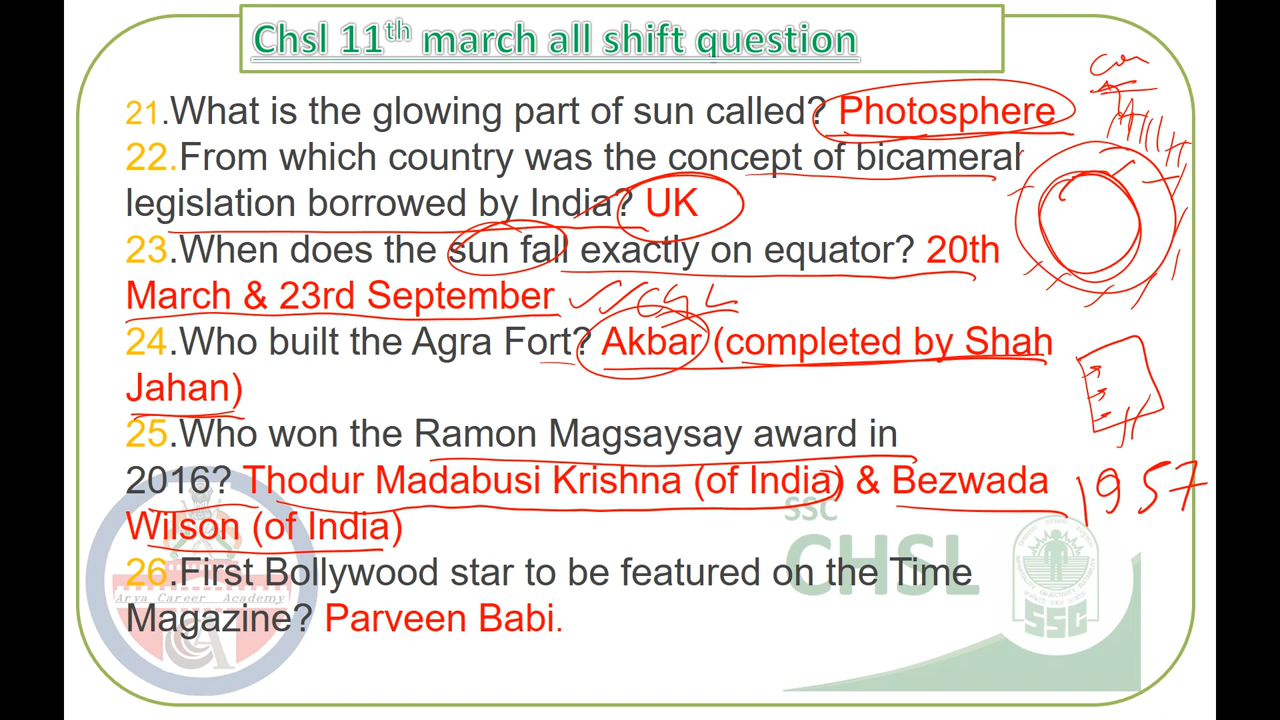 Chsl 11th march all shift question
21.What is the glowing part of sun called? Photosphere
22.From which country was the concept of bicameral
legislation borrowed by India? UK
23.When does the sun fall exactly on equator? 20th
March & 23rd September
CGL
24.Who built the Agra Fort? Akbar (completed by Shah
Jahan)
25.Who won the Ramon Magsaysay award in
2016? Thodur Madabusi Krishna (of India) & Bezwada
Wilson (of India)
1957
26.First Bollywood star to be featured on the Time
Magazine? Parveen Babi.
SSC
CHSL
SSC
Arya Career Academy